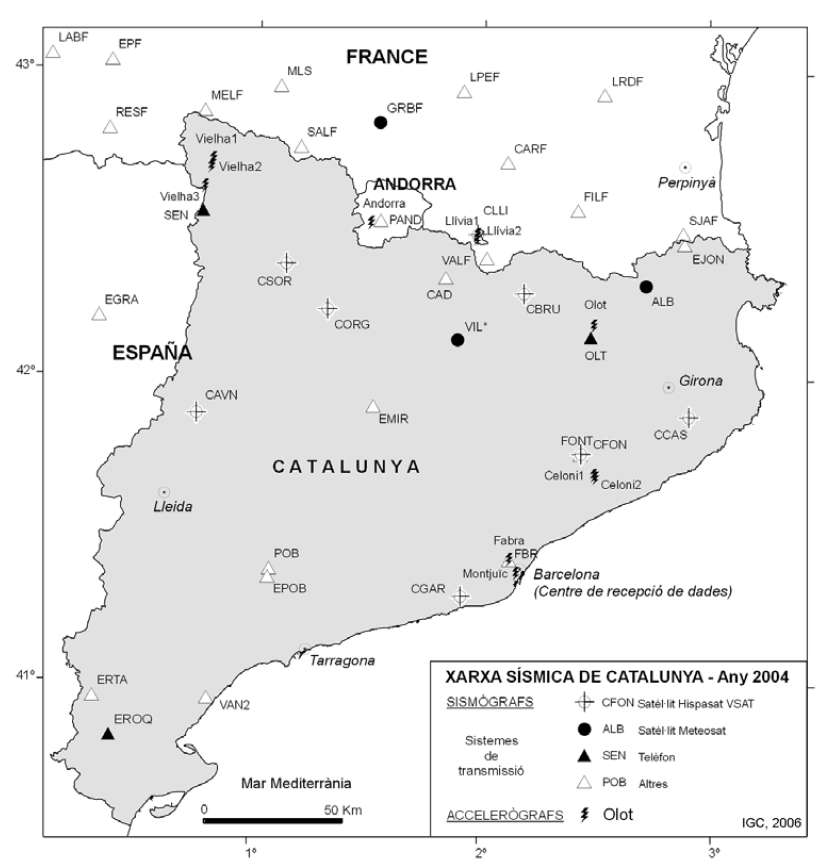 LABF
EPF
43°
FRANCE
MLS
LPEF
MELF
LRDF
RESF
GRBF
SALF
Vielha1
Vielha2
CARF
Perpinyà
Vielha3
SEN
ANDORRA
Andorra
PAND
Llívia1
CLLI
Llívia2
FILF
SJAF
EJON
VALF
CAD
CSOR
CORG
CBRU
ALB
Olot
OLT
EGRA
VIL*
ESPAÑA
42°
CAVN
EMIR
Girona
CCAS
CATALUNYA
FONT
CFON
Celoni1
Celoni2
Lleida
Fabra
FBR
Montjuïc
POB
EPOB
CGAR
Barcelona
(Centre de recepció de dades)
Tarragona
41°
ERTA
EROQ
VAN2
Mar Mediterrània
0 50 Km
XARXA SÍSMICA DE CATALUNYA - Any 2004
SISMÒGRAFS
CFON Satèl·lit Hispasat VSAT
ALB Satèl·lit Meteosat
Sistemes
de
transmissió
SEN Telèfon
POB Altres
ACCELERÒGRAFS
Olot
IGC, 2006
1°
2°
3°